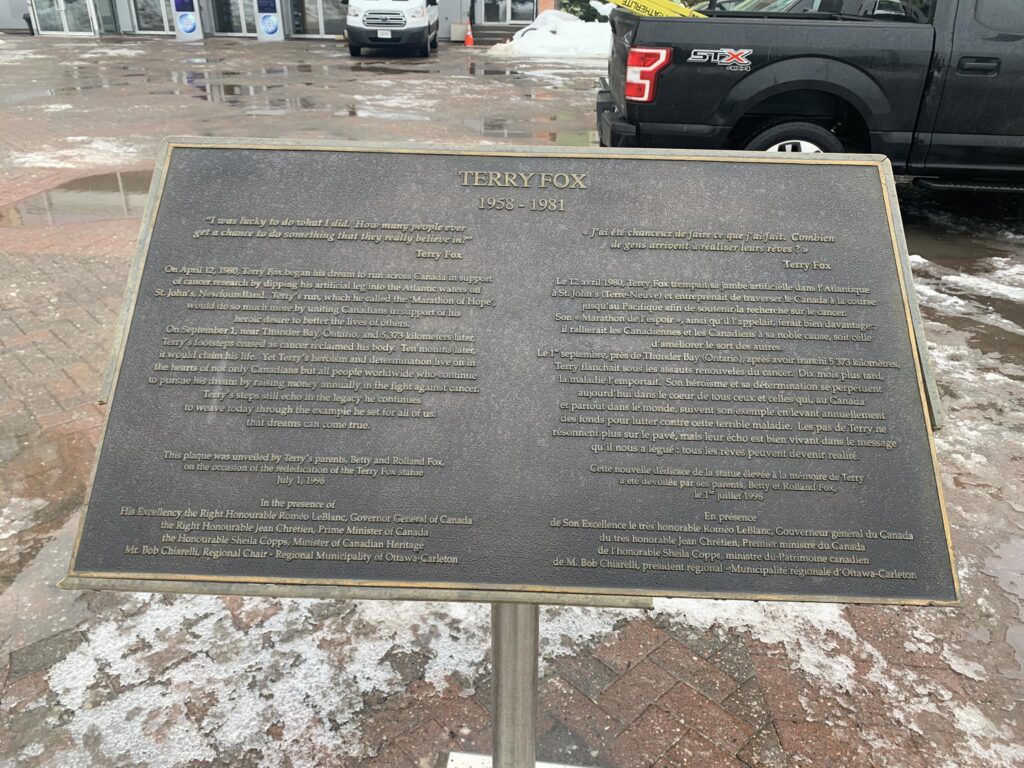 STX
4X4
TERRY FOX
1958 - 1981
"I was lucky to do what I did. How many people ever
get a chance to do something that they really believe in?"
Terry Fox
On April 12, 1980, Terry Fox began his dream to run across Canada in support
of cancer research by dipping his artificial leg into the Atlantic waters off
St. John's, Newfoundland. Terry's run, which he called the 'Marathon of Hope',
would do so much more by uniting Canadians in support of his
heroic desire to better the lives of others.
On September 1, near Thunder Bay, Ontario, and 5,373 kilometers later,
Terry's footsteps ceased as cancer reclaimed his body. Ten months later,
it would claim his life. Yet Terry's heroism and determination live on in
the hearts of not only Canadians but all people worldwide who continue
to pursue his dream by raising money annually in the fight against cancer.
Terry's steps still echo in the legacy he continues
to weave today through the example he set for all of us:
that dreams can come true.
This plaque was unveiled by Terry's parents, Betty and Rolland Fox,
on the occasion of the rededication of the Terry Fox statue
July 1, 1998
In the presence of
His Excellency the Right Honourable Roméo LeBlanc, Governor General of Canada
the Right Honourable Jean Chrétien, Prime Minister of Canada
the Honourable Sheila Copps, Minister of Canadian Heritage
Mr. Bob Chiarelli, Regional Chair - Regional Municipality of Ottawa-Carleton
« J'ai été chanceux de faire ce que j'ai fait. Combien
de gens arrivent à réaliser leurs rêves ? »
Terry Fox
Le 12 avril 1980, Terry Fox trempait sa jambe artificielle dans l'Atlantique
à St. John's (Terre-Neuve) et entreprenait de traverser le Canada à la course
jusqu'au Pacifique afin de soutenir la recherche sur le cancer.
Son « Marathon de l'espoir », ainsi qu'il l'appelait, ferait bien davantage :
il rallierait les Canadiennes et les Canadiens à sa noble cause, soit celle
d'améliorer le sort des autres.
Le 1er septembre, près de Thunder Bay (Ontario), après avoir franchi 5,373 kilomètres,
Terry flanchait sous les assauts renouvelés du cancer. Dix mois plus tard,
la maladie l'emportait. Son héroïsme et sa détermination se perpétuent
aujourd'hui dans le coeur de tous ceux et celles qui, au Canada
et partout dans le monde, suivent son exemple en levant annuellement
des fonds pour lutter contre cette terrible maladie. Les pas de Terry ne
résonnent plus sur le pavé, mais leur écho est bien vivant dans le message
qu'il nous a légué : tous les rêves peuvent devenir réalité.
Cette nouvelle dédicace de la statue élevée à la mémoire de Terry
a été dévoilée par ses parents, Betty et Rolland Fox,
le 1er juillet 1998
En présence
de Son Excellence le très honorable Roméo LeBlanc, Gouverneur général du Canada
du très honorable Jean Chrétien, Premier ministre du Canada
de l'honorable Sheila Copps, ministre du Patrimoine canadien
de M. Bob Chiarelli, président régional - Municipalité régionale d'Ottawa-Carleton